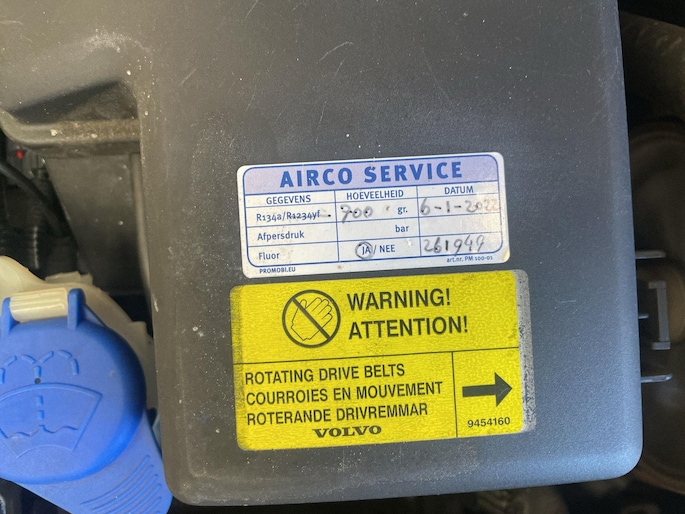 AIRCO SERVICE
GEGEVENS HOEVEELHEID DATUM
R134a/R1234yf. 700 gr. 6-1-2022
Afpersdruk bar
Fluor JA / NEE 261949
PROMOBI.EU art.nr. PM 100-01
WARNING!
ATTENTION!
ROTATING DRIVE BELTS
COURROIES EN MOUVEMENT
ROTERANDE DRIVREMMAR
VOLVO 9454160